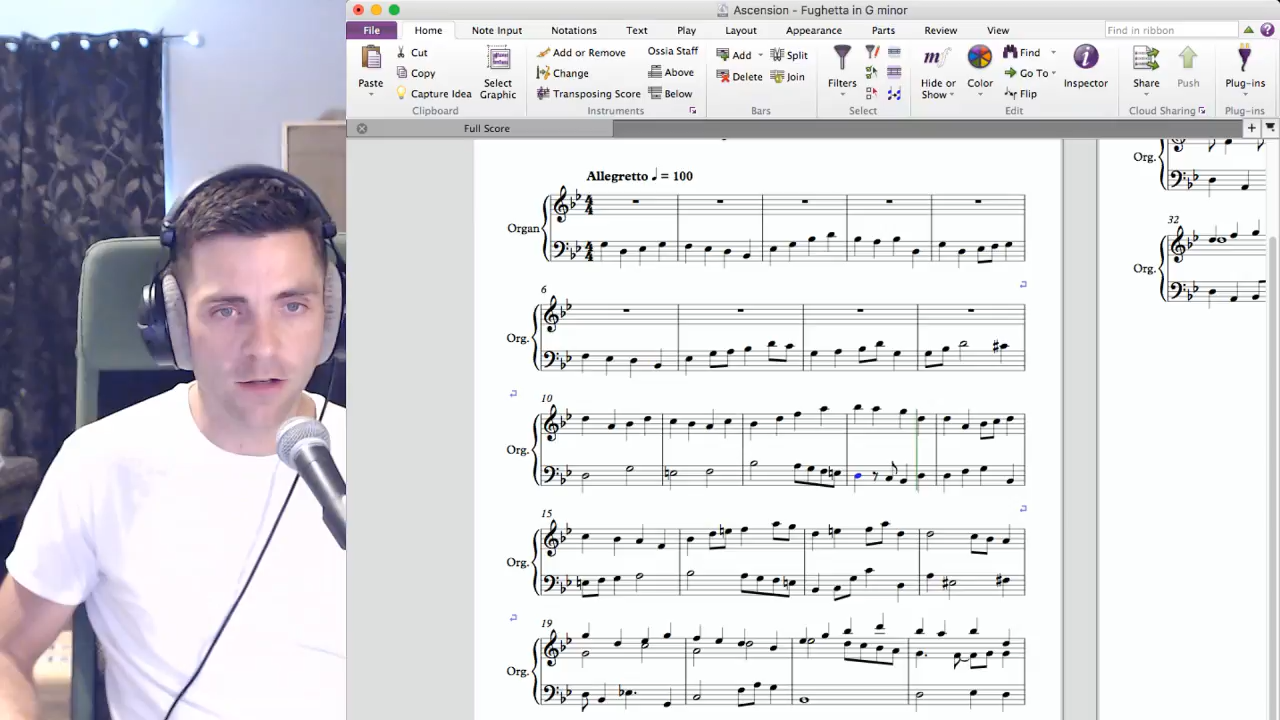 Ascension - Fughetta in G minor
File Home Note Input Notations Text Play Layout Appearance Parts Review View Find in ribbon
Paste Cut Copy Capture Idea Select Graphic Clipboard
Add or Remove Change Transposing Score Ossia Staff Above Below Instruments
Add Delete Split Join Bars
Filters Select
Hide or Show Color Find Go To Flip Inspector Edit
Share Push Cloud Sharing
Plug-ins Plug-ins
Full Score
Allegretto ♩ = 100
Organ
6
Org.
10
Org.
15
Org.
19
Org.
Org.
32
Org.